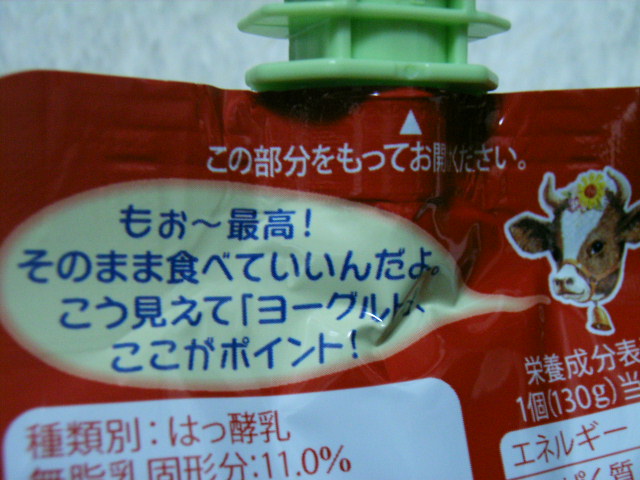 この部分をもってお開ください。
もぉ〜最高!
そのまま食べていいんだよ。
こう見えて「ヨーグルト」、
ここがポイント!
栄養成分表
1個(130g)当
エネルギー
種類別:はっ酵乳
無脂乳固形分:11.0%